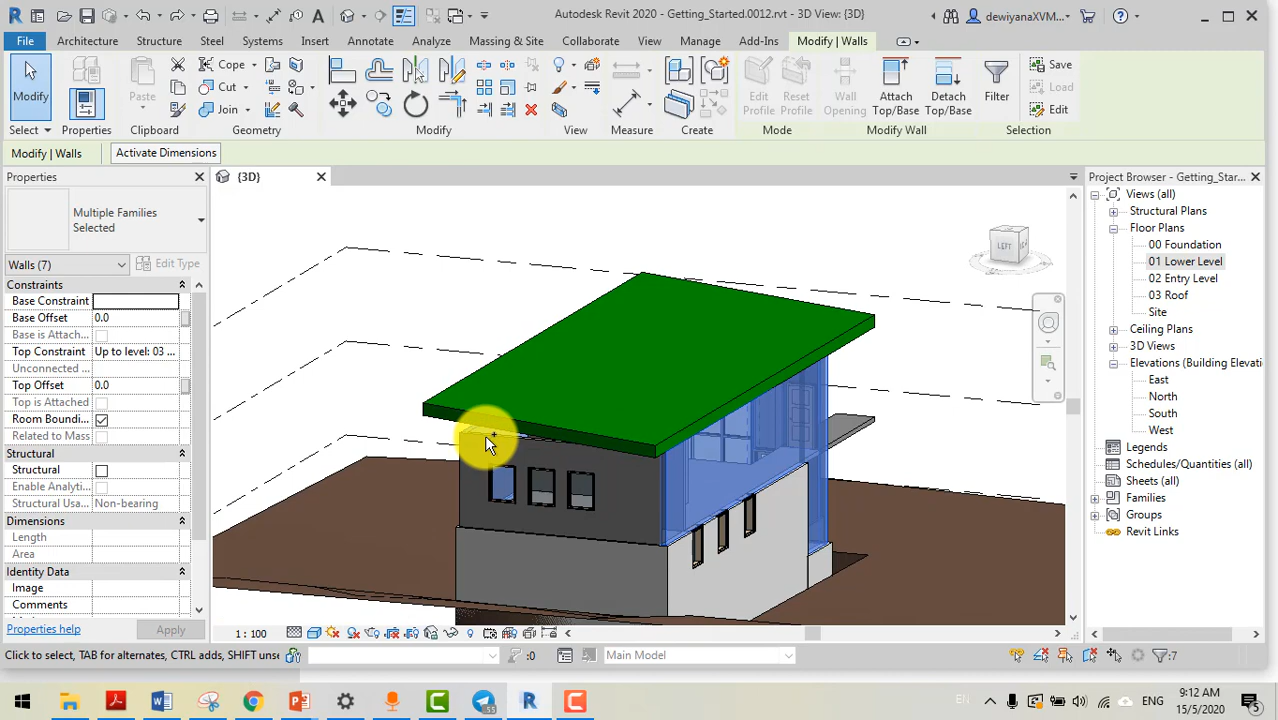 Autodesk Revit 2020 - Getting_Started.0012.rvt - 3D View: {3D}
dewiyanaXVM...
File Architecture Structure Steel Systems Insert Annotate Analyze Massing & Site Collaborate View Manage Add-Ins Modify | Walls
Modify
Paste
Cope
Cut
Join
Edit Profile
Reset Profile
Wall Opening
Attach Top/Base
Detach Top/Base
Filter
Save
Load
Edit
Select Properties Clipboard Geometry Modify View Measure Create Mode Modify Wall Selection
Modify | Walls Activate Dimensions
Properties
Multiple Families Selected
Walls (7) Edit Type
Constraints
Base Constraint
Base Offset 0.0
Base is Attach...
Top Constraint Up to level: 03 ...
Unconnected ...
Top Offset 0.0
Top is Attached
Room Boundi...
Related to Mass
Structural
Structural
Enable Analyti...
Structural Usa... Non-bearing
Dimensions
Length
Area
Identity Data
Image
Comments
Properties help Apply
{3D}
LEFT
Project Browser - Getting_Star...
Views (all)
Structural Plans
Floor Plans
00 Foundation
01 Lower Level
02 Entry Level
03 Roof
Site
Ceiling Plans
3D Views
Elevations (Building Elevati
East
North
South
West
Legends
Schedules/Quantities (all)
Sheets (all)
Families
Groups
Revit Links
1 : 100
Click to select, TAB for alternates, CTRL adds, SHIFT unse
:0
Main Model
:7
55
EN
ENG
9:12 AM
15/5/2020
5